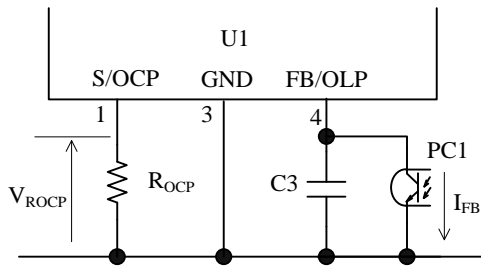 U1
S/OCP GND FB/OLP
1 3 4
PC1
VROCP ROCP C3 IFB